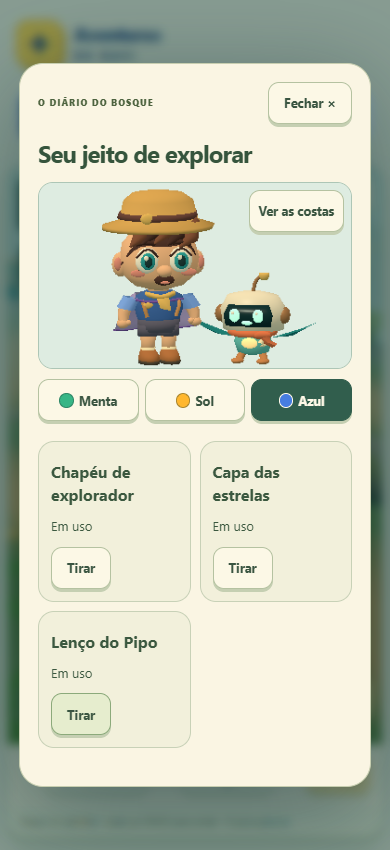 O DIÁRIO DO BOSQUE
Fechar ×
Seu jeito de explorar
Ver as costas
Menta
Sol
Azul
Chapéu de
explorador
Em uso
Tirar
Capa das
estrelas
Em uso
Tirar
Lenço do Pipo
Em uso
Tirar